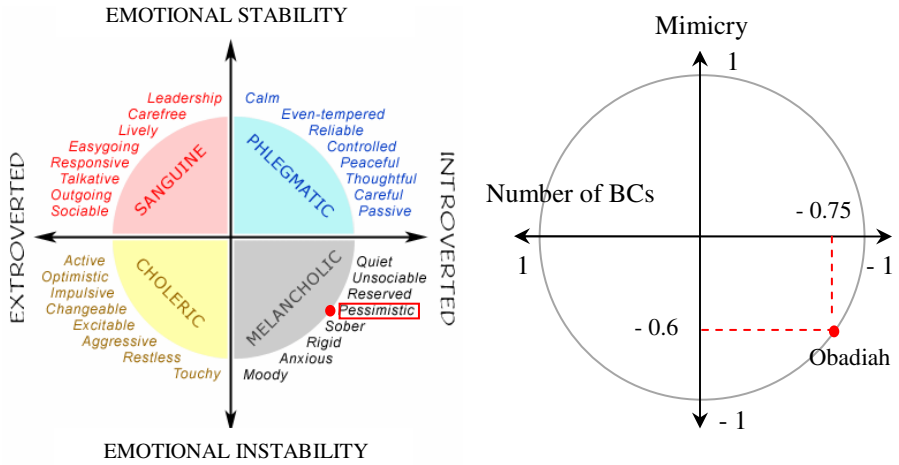 EMOTIONAL STABILITY
Leadership
Carefree
Lively
Easygoing
Responsive
Talkative
Outgoing
Sociable
Calm
Even-tempered
Reliable
Controlled
Peaceful
Thoughtful
Careful
Passive
SANGUINE
PHLEGMATIC
EXTROVERTED
INTROVERTED
Active
Optimistic
Impulsive
Changeable
Excitable
Aggressive
Restless
Touchy
CHOLERIC
MELANCHOLIC
Quiet
Unsociable
Reserved
Pessimistic
Sober
Rigid
Anxious
Moody
EMOTIONAL INSTABILITY
Mimicry
1
Number of BCs
- 0.75
1
- 1
- 0.6
Obadiah
- 1